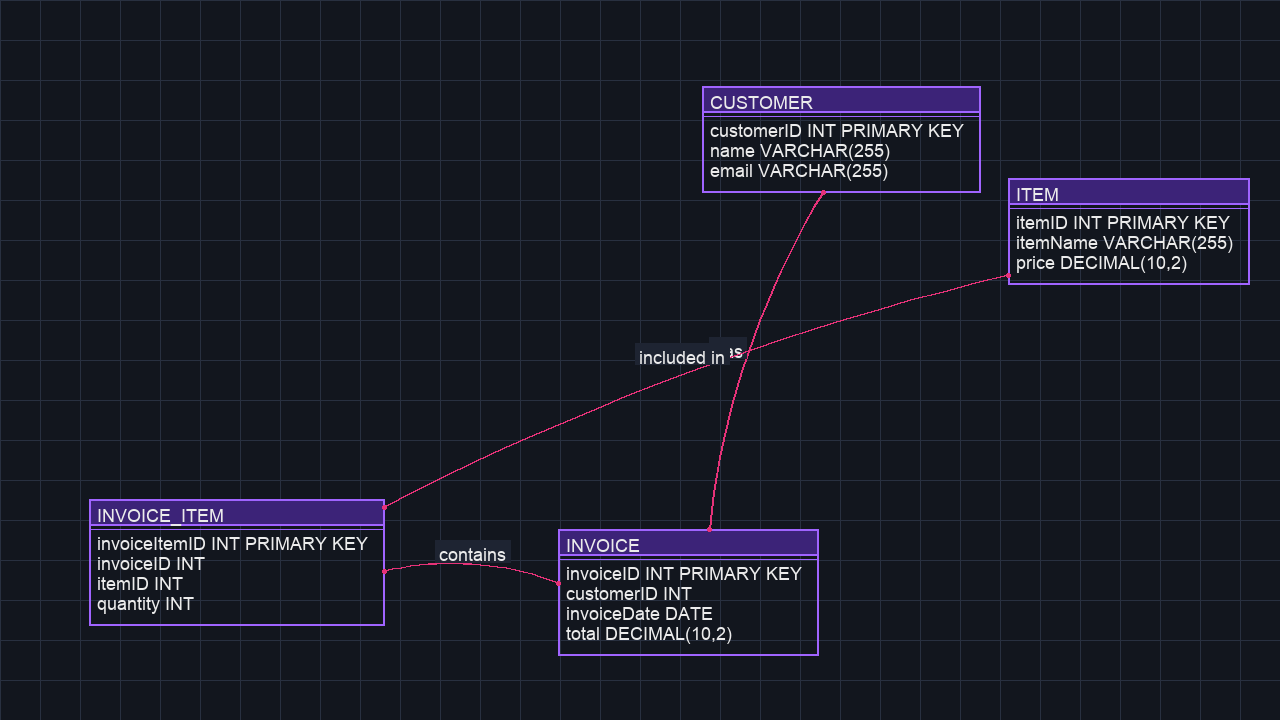 CUSTOMER
customerID INT PRIMARY KEY
name VARCHAR(255)
email VARCHAR(255)
ITEM
itemID INT PRIMARY KEY
itemName VARCHAR(255)
price DECIMAL(10,2)
included in
INVOICE_ITEM
invoiceItemID INT PRIMARY KEY
invoiceID INT
itemID INT
quantity INT
contains
INVOICE
invoiceID INT PRIMARY KEY
customerID INT
invoiceDate DATE
total DECIMAL(10,2)